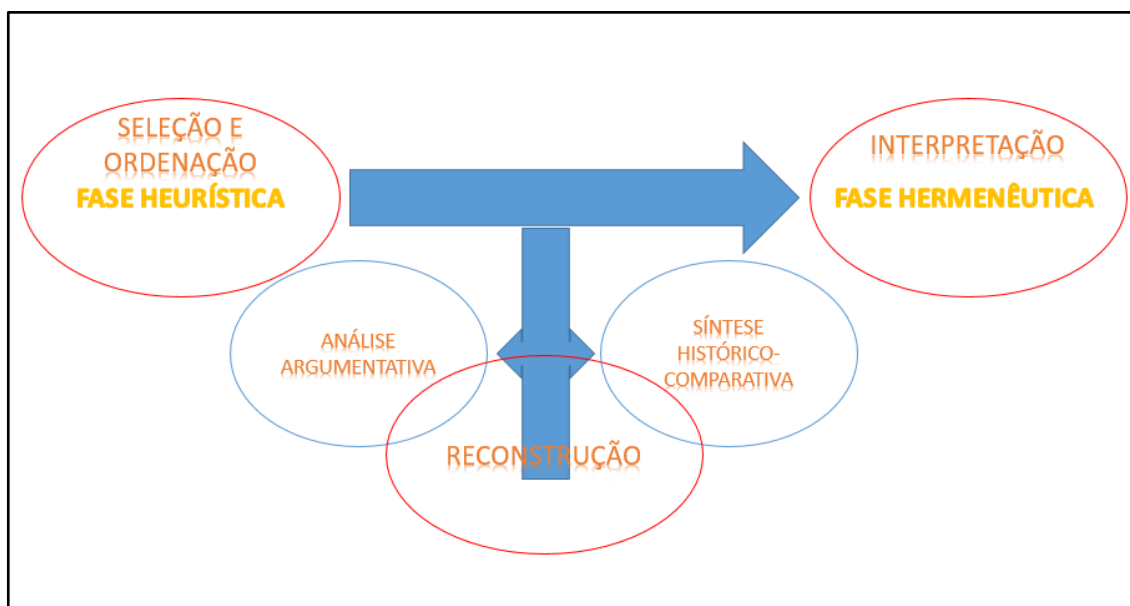 SELEÇÃO E
ORDENAÇÃO
FASE HEURÍSTICA
INTERPRETAÇÃO
FASE HERMENÊUTICA
ANÁLISE
ARGUMENTATIVA
SÍNTESE
HISTÓRICO-
COMPARATIVA
RECONSTRUÇÃO